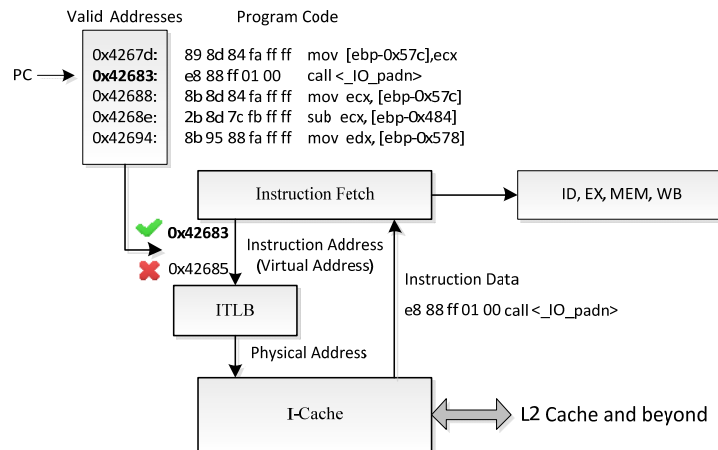 Valid Addresses Program Code
PC
0x4267d: 89 8d 84 fa ff ff mov [ebp-0x57c],ecx
0x42683: e8 88 ff 01 00 call <_IO_padn>
0x42688: 8b 8d 84 fa ff ff mov ecx, [ebp-0x57c]
0x4268e: 2b 8d 7c fb ff ff sub ecx, [ebp-0x484]
0x42694: 8b 95 88 fa ff ff mov edx, [ebp-0x578]
Instruction Fetch
ID, EX, MEM, WB
0x42683
0x42685
Instruction Address
(Virtual Address)
Instruction Data
e8 88 ff 01 00 call <_IO_padn>
ITLB
Physical Address
I-Cache
L2 Cache and beyond